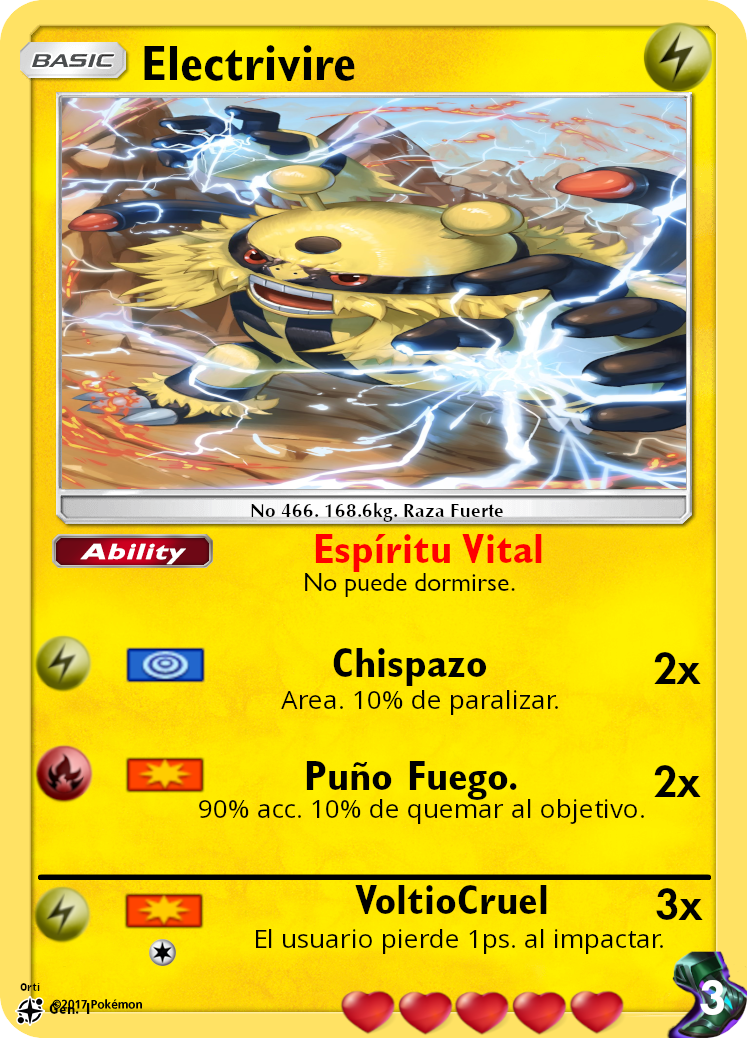 BASIC
Electrivire
No 466. 168.6kg. Raza Fuerte
Ability
Espíritu Vital
No puede dormirse.
Chispazo
2x
Area. 10% de paralizar.
Puño Fuego.
2x
90% acc. 10% de quemar al objetivo.
VoltioCruel
3x
El usuario pierde 1ps. al impactar.
Orti
©2017 Pokémon
Gen. 1
3